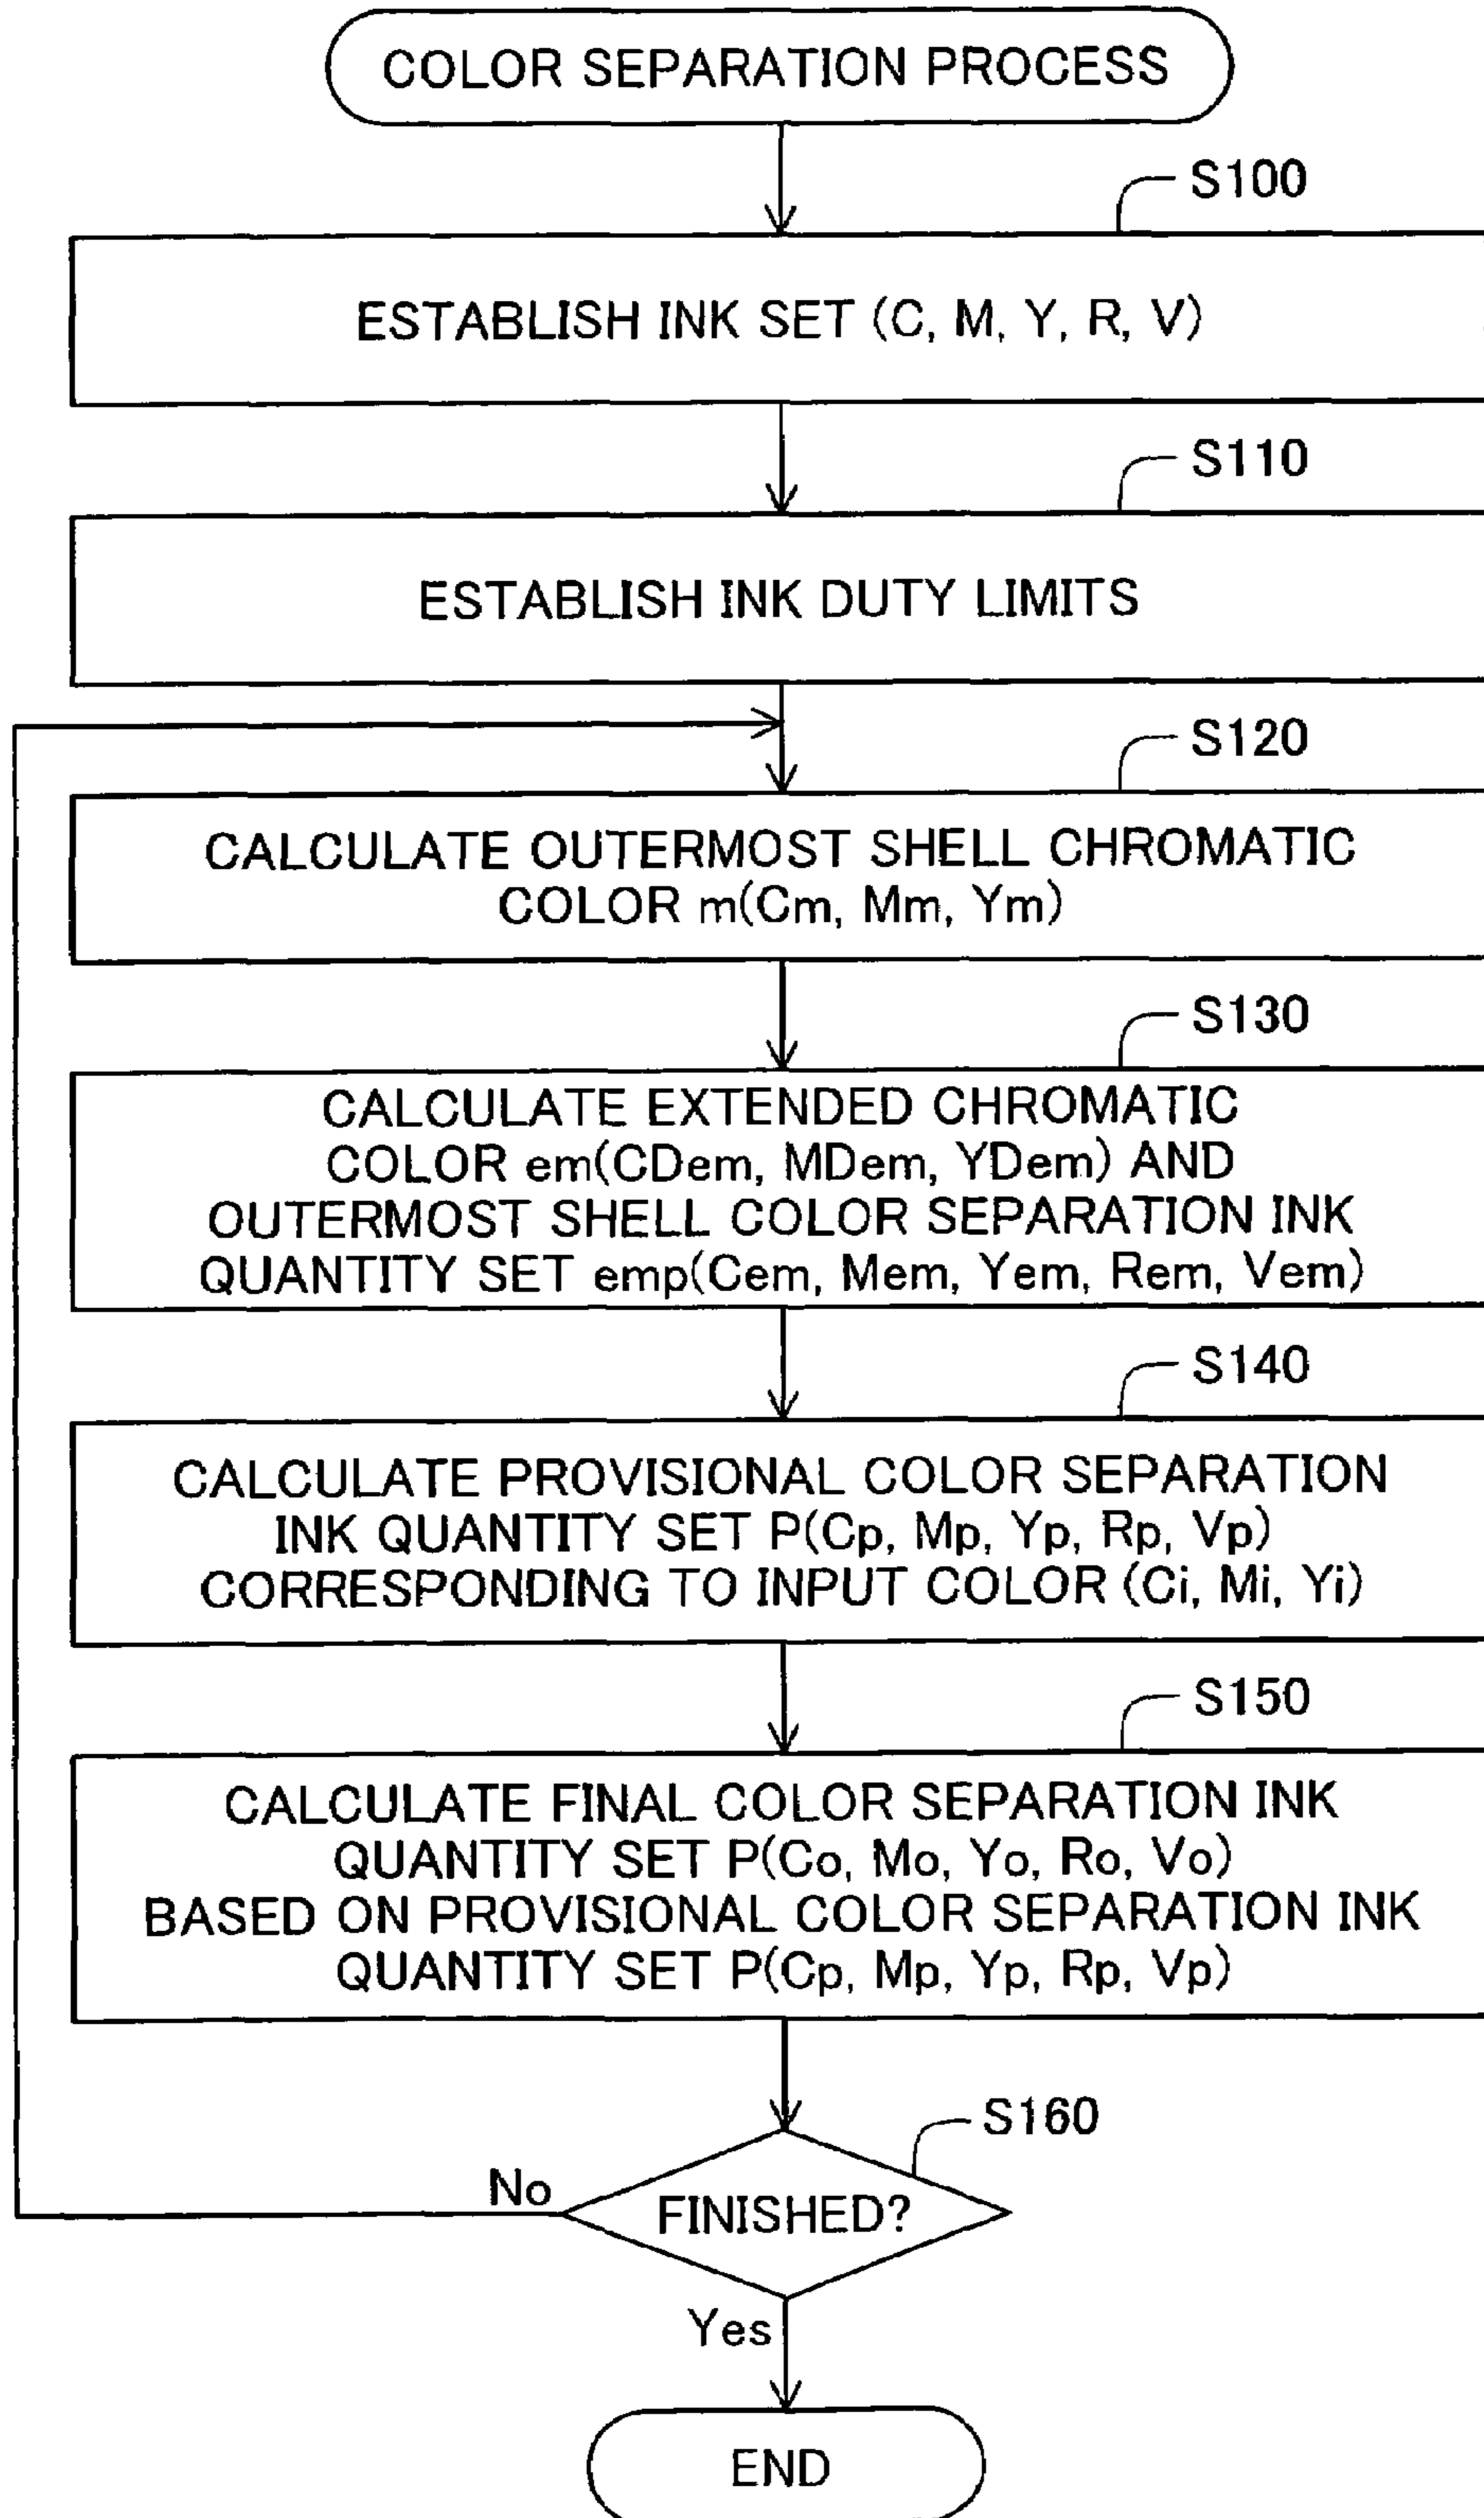 COLOR SEPARATION PROCESS
S100
ESTABLISH INK SET (C, M, Y, R, V)
S110
ESTABLISH INK DUTY LIMITS
S120
CALCULATE OUTERMOST SHELL CHROMATIC
COLOR m(Cm, Mm, Ym)
S130
CALCULATE EXTENDED CHROMATIC
COLOR em(CDem, MDem, YDem) AND
OUTERMOST SHELL COLOR SEPARATION INK
QUANTITY SET emp(Cem, Mem, Yem, Rem, Vem)
S140
CALCULATE PROVISIONAL COLOR SEPARATION
INK QUANTITY SET P(Cp, Mp, Yp, Rp, Vp)
CORRESPONDING TO INPUT COLOR (Ci, Mi, Yi)
S150
CALCULATE FINAL COLOR SEPARATION INK
QUANTITY SET P(Co, Mo, Yo, Ro, Vo)
BASED ON PROVISIONAL COLOR SEPARATION INK
QUANTITY SET P(Cp, Mp, Yp, Rp, Vp)
S160
No
FINISHED?
Yes
END